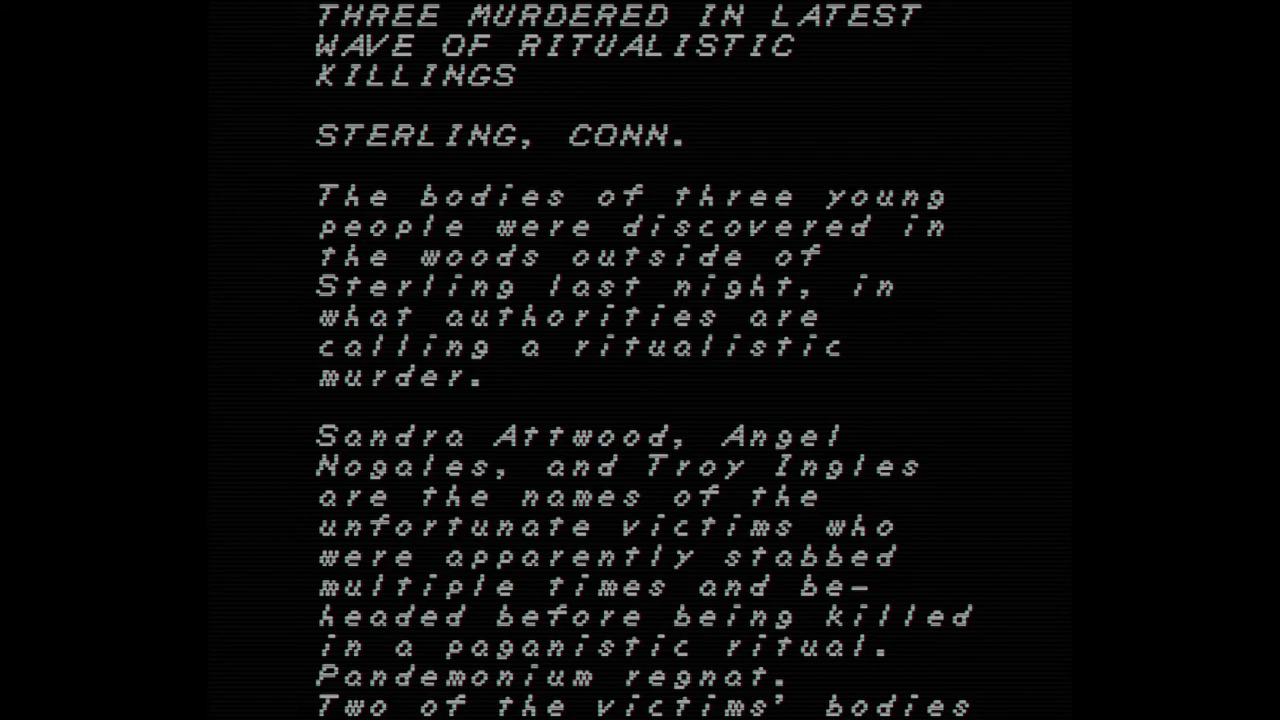 THREE MURDERED IN LATEST
WAVE OF RITUALISTIC
KILLINGS
STERLING, CONN.
The bodies of three young
people were discovered in
the woods outside of
Sterling last night, in
what authorities are
calling a ritualistic
murder.
Sandra Attwood, Angel
Nogales, and Troy Ingles
are the names of the
unfortunate victims who
were apparently stabbed
multiple times and be-
headed before being killed
in a paganistic ritual.
Pandemonium regnat.
Two of the victims' bodies